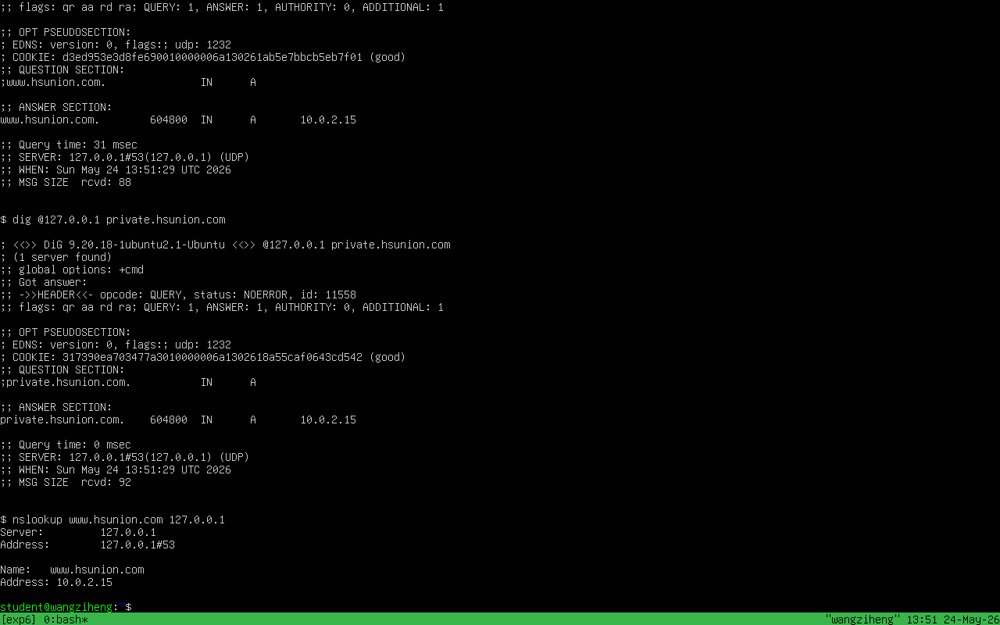 ;; flags: qr aa rd ra; QUERY: 1, ANSWER: 1, AUTHORITY: 0, ADDITIONAL: 1

;; OPT PSEUDOSECTION:
; EDNS: version: 0, flags:; udp: 1232
; COOKIE: d3ed953e3d8fe690010000006a130261ab5e7bbcb5eb7f01 (good)
;; QUESTION SECTION:
;www.hsunion.com.                IN      A

;; ANSWER SECTION:
www.hsunion.com.        604800  IN      A       10.0.2.15

;; Query time: 31 msec
;; SERVER: 127.0.0.1#53(127.0.0.1) (UDP)
;; WHEN: Sun May 24 13:51:29 UTC 2026
;; MSG SIZE  rcvd: 88


$ dig @127.0.0.1 private.hsunion.com

; <<>> DiG 9.20.18-1ubuntu2.1-Ubuntu <<>> @127.0.0.1 private.hsunion.com
; (1 server found)
;; global options: +cmd
;; Got answer:
;; ->>HEADER<<- opcode: QUERY, status: NOERROR, id: 11558
;; flags: qr aa rd ra; QUERY: 1, ANSWER: 1, AUTHORITY: 0, ADDITIONAL: 1

;; OPT PSEUDOSECTION:
; EDNS: version: 0, flags:; udp: 1232
; COOKIE: 317390ea703477a3010000006a1302618a55caf0643cd542 (good)
;; QUESTION SECTION:
;private.hsunion.com.            IN      A

;; ANSWER SECTION:
private.hsunion.com.    604800  IN      A       10.0.2.15

;; Query time: 0 msec
;; SERVER: 127.0.0.1#53(127.0.0.1) (UDP)
;; WHEN: Sun May 24 13:51:29 UTC 2026
;; MSG SIZE  rcvd: 92


$ nslookup www.hsunion.com 127.0.0.1
Server:         127.0.0.1
Address:        127.0.0.1#53

Name:   www.hsunion.com
Address: 10.0.2.15

student@wangziheng: $
[exp6] 0:bash* "wangziheng" 13:51 24-May-26